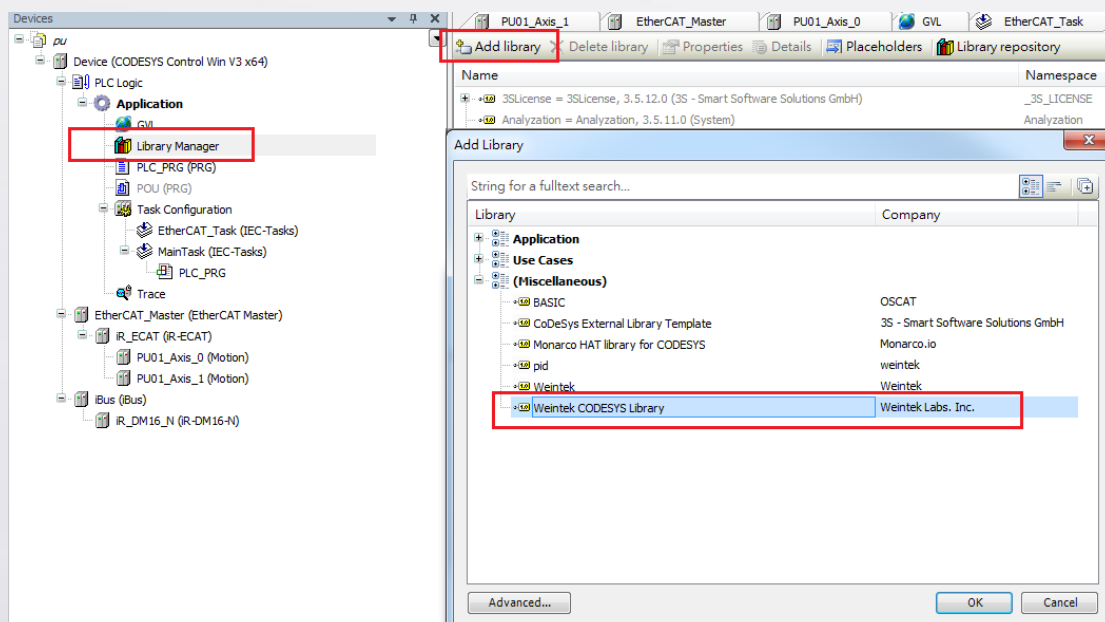 Devices
pu
Device (CODESYS Control Win V3 x64)
PLC Logic
Application
GVL
Library Manager
PLC_PRG (PRG)
POU (PRG)
Task Configuration
EtherCAT_Task (IEC-Tasks)
MainTask (IEC-Tasks)
PLC_PRG
Trace
EtherCAT_Master (EtherCAT Master)
iR_ECAT (iR-ECAT)
PU01_Axis_0 (Motion)
PU01_Axis_1 (Motion)
iBus (iBus)
iR_DM16_N (iR-DM16-N)
PU01_Axis_1 EtherCAT_Master PU01_Axis_0 GVL EtherCAT_Task
Add library Delete library Properties Details Placeholders Library repository
Name Namespace
3SLicense = 3SLicense, 3.5.12.0 (3S - Smart Software Solutions GmbH) _3S_LICENSE
Analyzation = Analyzation, 3.5.11.0 (System) Analyzation
Add Library
String for a fulltext search...
Library Company
Application
Use Cases
(Miscellaneous)
BASIC OSCAT
CoDeSys External Library Template 3S - Smart Software Solutions GmbH
Monarco HAT library for CODESYS Monarco.io
pid weintek
Weintek Weintek
Weintek CODESYS Library Weintek Labs. Inc.
Advanced... OK Cancel